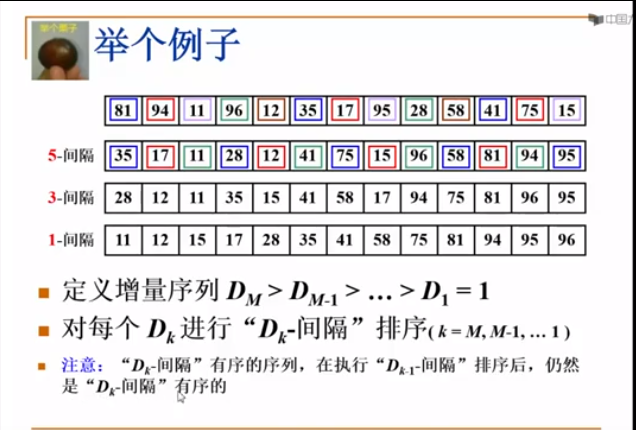 举个栗子
中国大
举个例子
81 94 11 96 12 35 17 95 28 58 41 75 15
5-间隔 35 17 11 28 12 41 75 15 96 58 81 94 95
3-间隔 28 12 11 35 15 41 58 17 94 75 81 96 95
1-间隔 11 12 15 17 28 35 41 58 75 81 94 95 96
定义增量序列 D_M > D_{M-1} > … > D_1 = 1
对每个 D_k 进行“D_k-间隔”排序( k = M, M-1, … 1 )
注意：“D_k-间隔”有序的序列，在执行“D_{k-1}-间隔”排序后，仍然
是“D_k-间隔”有序的